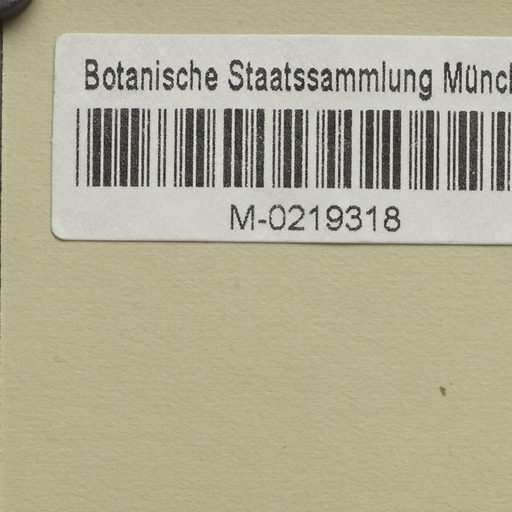 Botanische Staatssammlung Münc
M-0219318